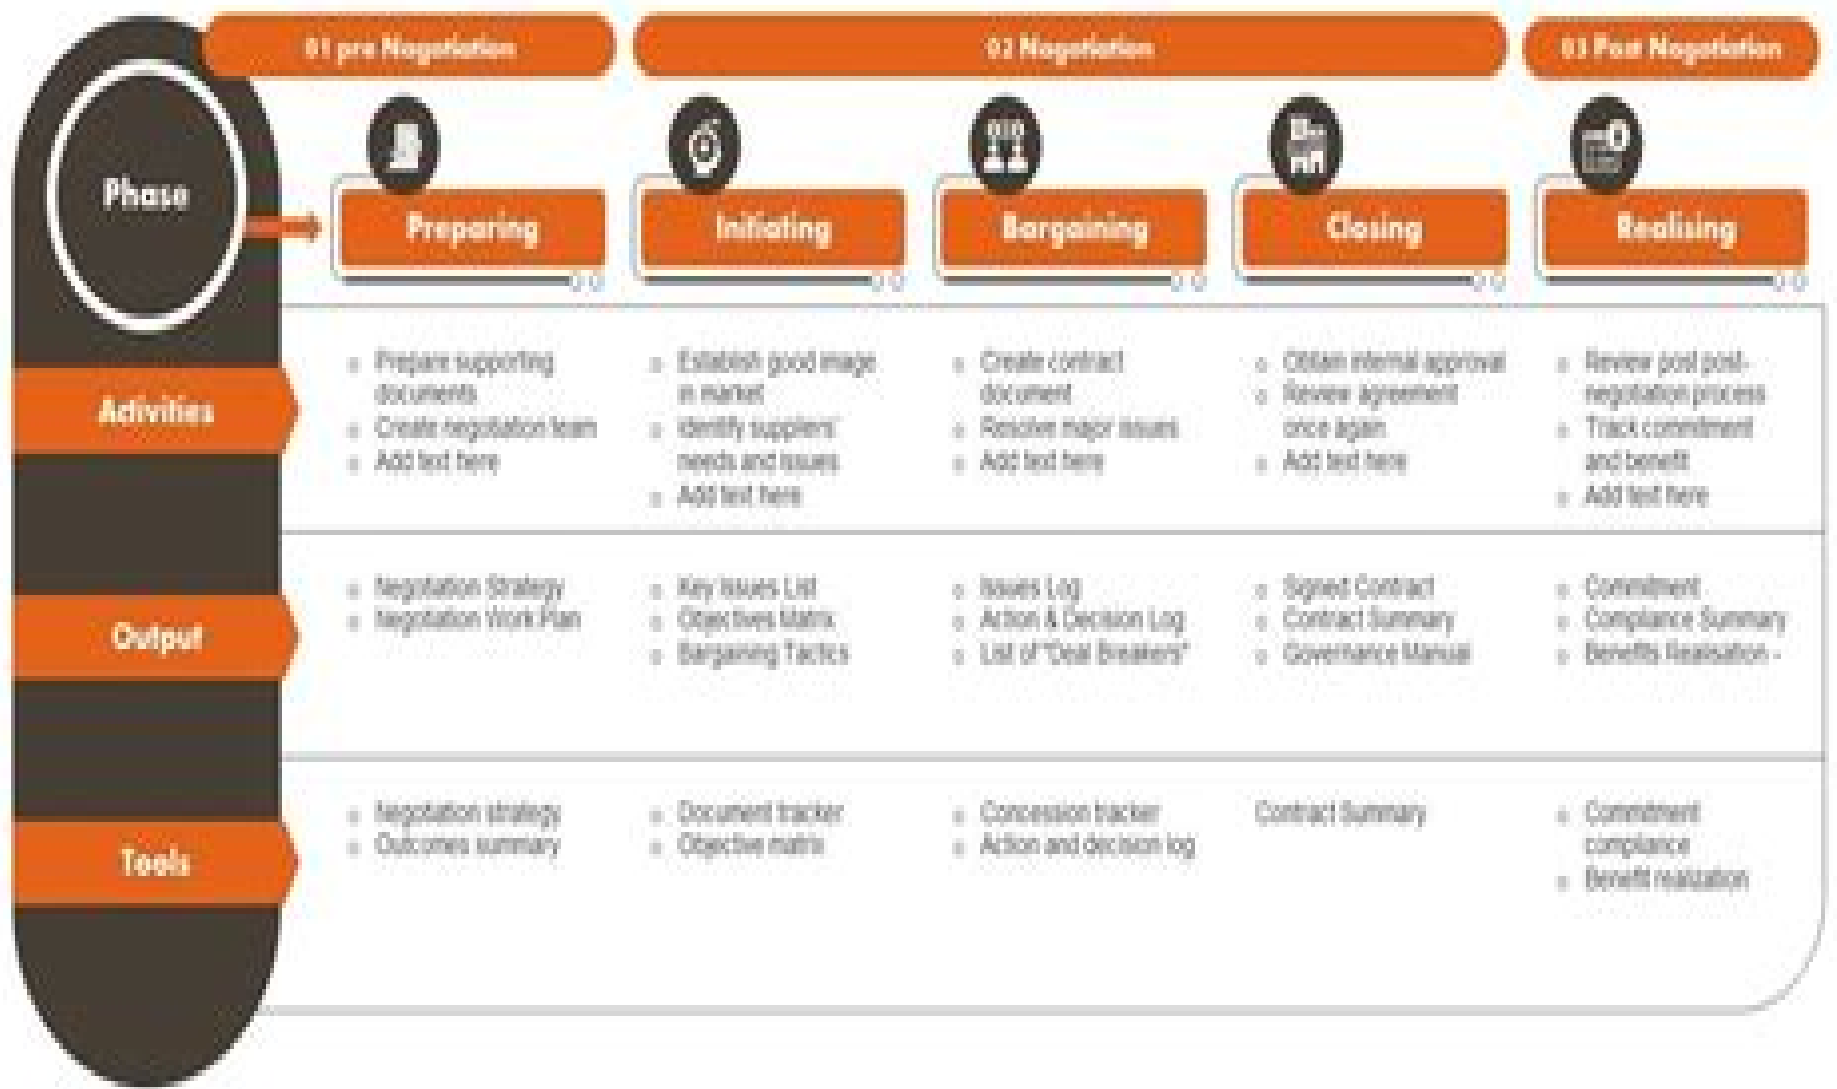 01 pre Nagotiation
02 Nagotiation
03 Post Nagotiation
Phase
Preparing
Initiating
Bargaining
Closing
Realising
Activities
Prepare supporting
documents
Create negotiation team
Add text here
Establish good image
in market
Identify suppliers'
needs and issues
Add text here
Create contract
document
Resolve major issues
Add text here
Obtain internal approval
Review agreement
once again
Add text here
Review post post-
negotiation process
Track commitment
and benefit
Add text here
Output
Negotiation Strategy
Negotiation Work Plan
Key Issues List
Objectives Matrix
Bargaining Tactics
Issues Log
Action & Decision Log
List of "Deal Breakers"
Signed Contract
Contract Summary
Governance Manual
Commitment
Compliance Summary
Benefits Realisation -
Tools
Negotiation strategy
Outcomes summary
Document tracker
Objective matrix
Concession tracker
Action and decision log
Contract Summary
Commitment
compliance
Benefit realization